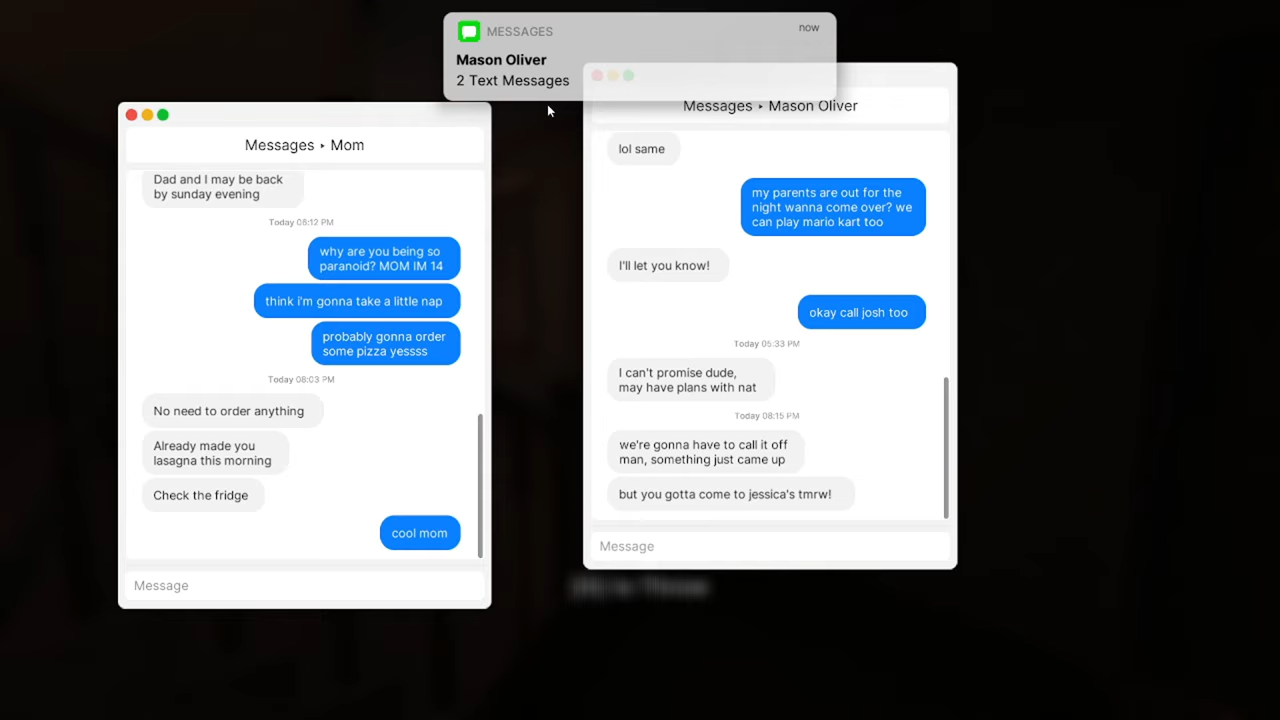 MESSAGES
now
Mason Oliver
2 Text Messages
Messages ‣ Mom
Dad and I may be back
by sunday evening
Today 06:12 PM
why are you being so
paranoid? MOM IM 14
think i'm gonna take a little nap
probably gonna order
some pizza yessss
Today 08:03 PM
No need to order anything
Already made you
lasagna this morning
Check the fridge
cool mom
Message
Messages ‣ Mason Oliver
lol same
my parents are out for the
night wanna come over? we
can play mario kart too
I'll let you know!
okay call josh too
Today 05:33 PM
I can't promise dude,
may have plans with nat
Today 08:15 PM
we're gonna have to call it off
man, something just came up
but you gotta come to jessica's tmrw!
Message